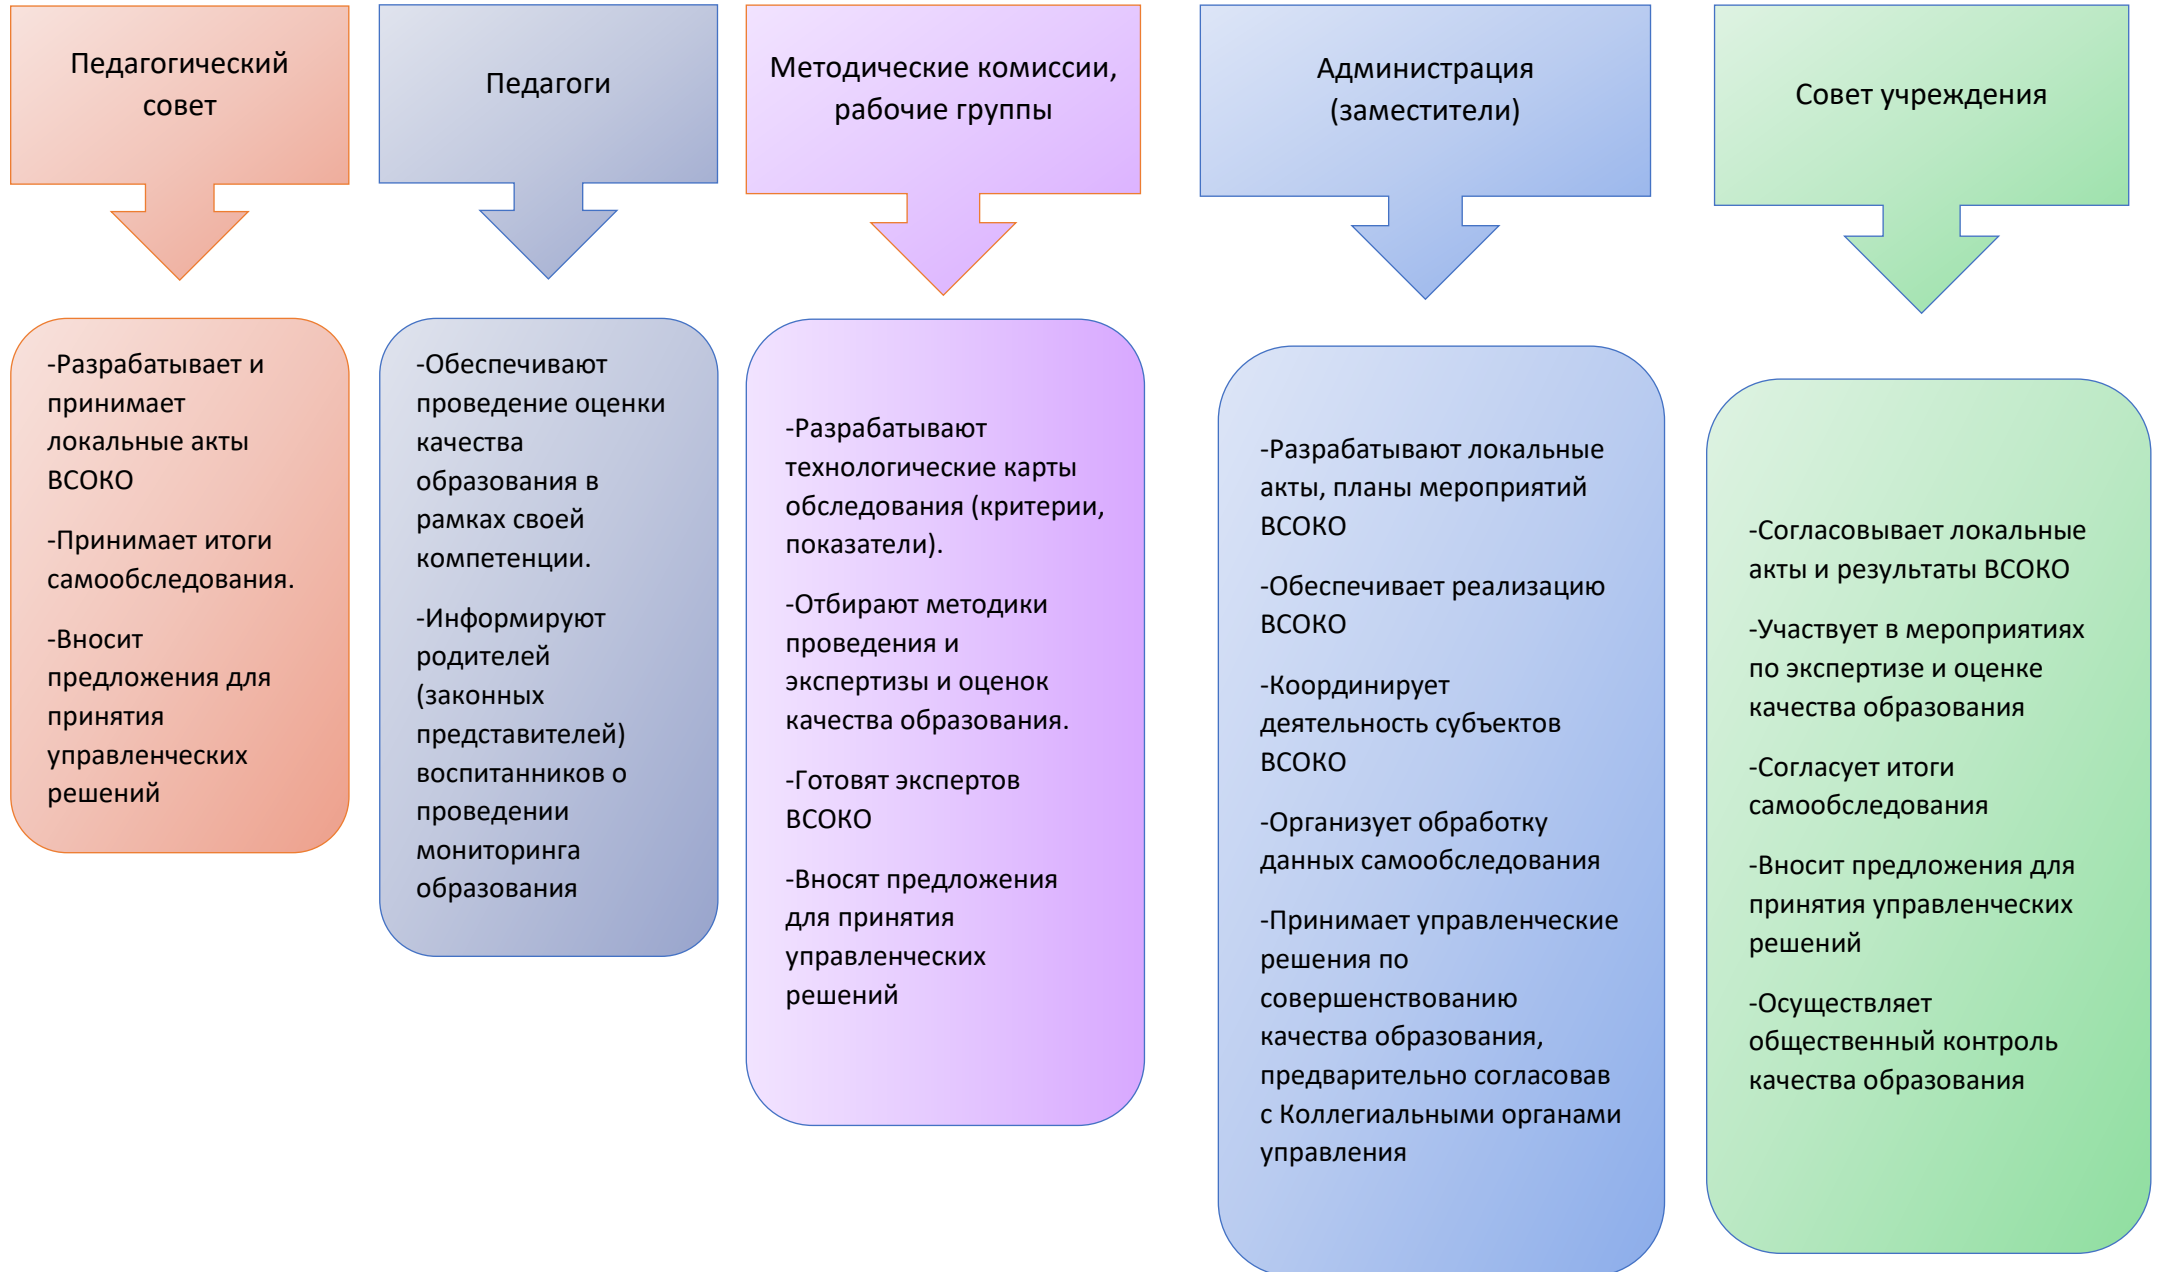 Педагогический
совет
Педагоги
Методические комиссии,
рабочие группы
Администрация
(заместители)
Совет учреждения
-Разрабатывает и
принимает
локальные акты
ВСОКО
-Принимает итоги
самообследования.
-Вносит
предложения для
принятия
управленческих
решений
-Обеспечивают
проведение оценки
качества
образования в
рамках своей
компетенции.
-Информируют
родителей
(законных
представителей)
воспитанников о
проведении
мониторинга
образования
-Разрабатывают
технологические карты
обследования (критерии,
показатели).
-Отбирают методики
проведения и
экспертизы и оценок
качества образования.
-Готовят экспертов
ВСОКО
-Вносят предложения
для принятия
управленческих
решений
-Разрабатывают локальные
акты, планы мероприятий
ВСОКО
-Обеспечивает реализацию
ВСОКО
-Координирует
деятельность субъектов
ВСОКО
-Организует обработку
данных самообследования
-Принимает управленческие
решения по
совершенствованию
качества образования,
предварительно согласовав
с Коллегиальными органами
управления
-Согласовывает локальные
акты и результаты ВСОКО
-Участвует в мероприятиях
по экспертизе и оценке
качества образования
-Согласует итоги
самообследования
-Вносит предложения для
принятия управленческих
решений
-Осуществляет
общественный контроль
качества образования